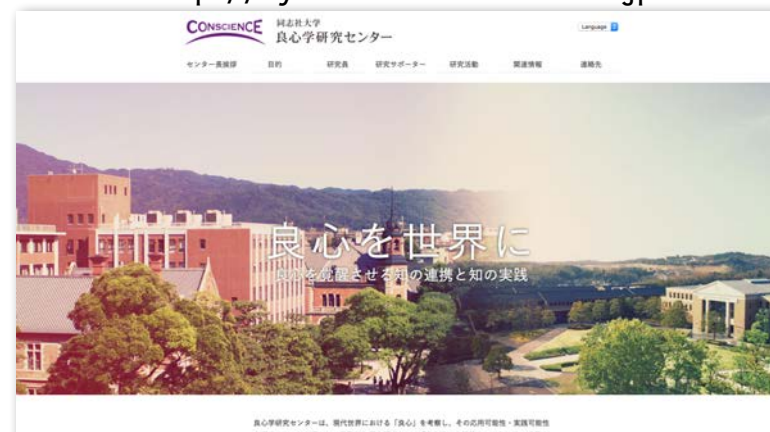 CONSCIENCE
同志社大学
良心学研究センター
Language
センター長挨拶 目的 研究員 研究サポーター 研究活動 関連情報 連絡先
良心を世界に
良心を覚醒させる知の連携と知の実践
良心学研究センターは、現代世界における「良心」を考察し、その応用可能性・実践可能性